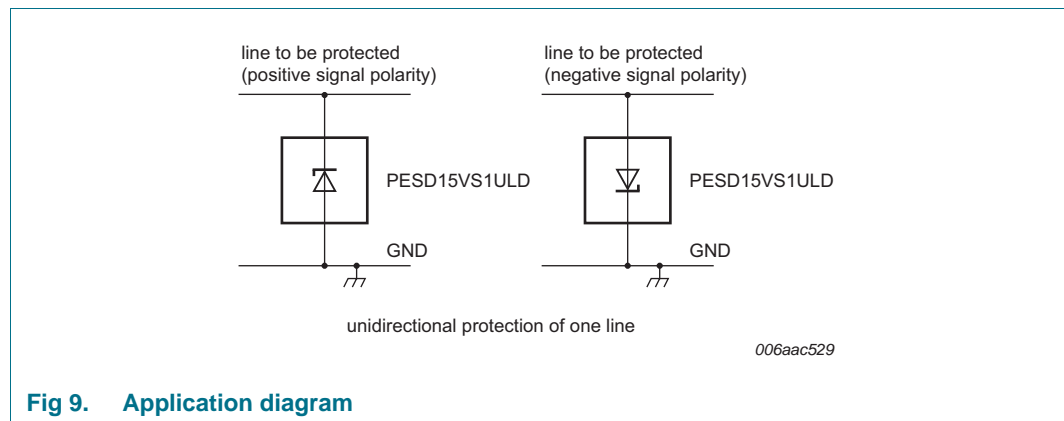 line to be protected
(positive signal polarity)
line to be protected
(negative signal polarity)
PESD15VS1ULD
PESD15VS1ULD
GND
GND
unidirectional protection of one line
006aac529
Fig 9. Application diagram